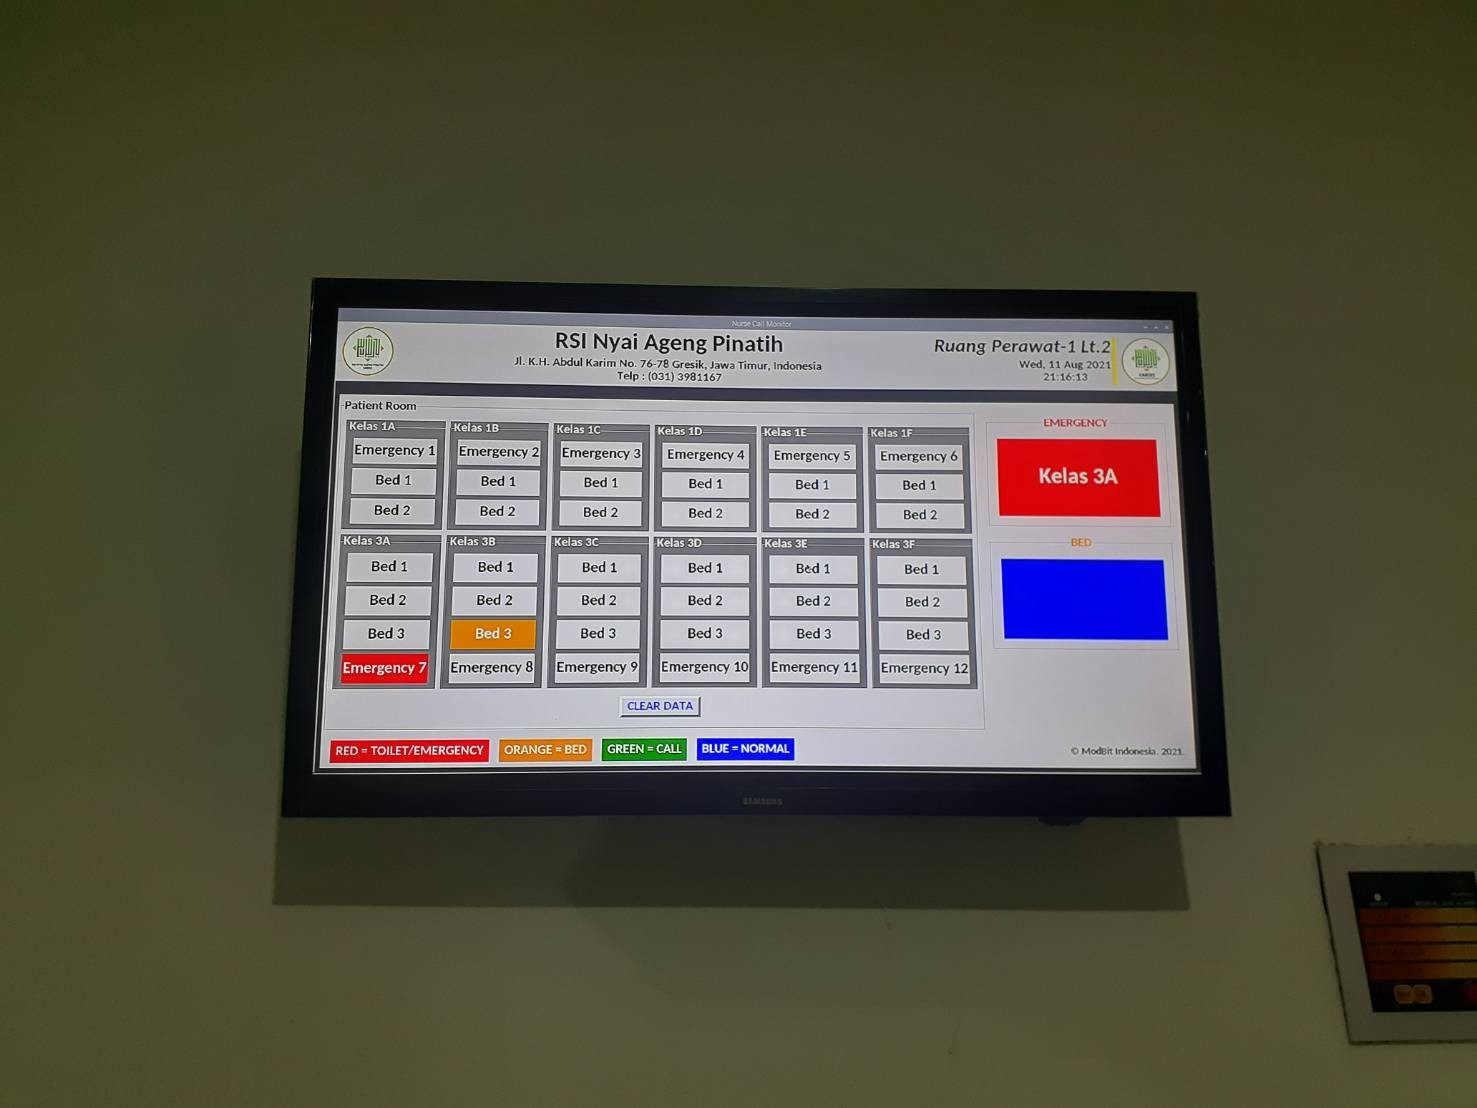 Nurse Call Monitor
RSI Nyai Ageng Pinatih
Jl. K.H. Abdul Karim No. 76-78 Gresik, Jawa Timur, Indonesia
Telp : (031) 3981167
Ruang Perawat-1 Lt.2
Wed, 11 Aug 2021
21:16:13
Patient Room
Kelas 1A Kelas 1B Kelas 1C Kelas 1D Kelas 1E Kelas 1F
Emergency 1 Emergency 2 Emergency 3 Emergency 4 Emergency 5 Emergency 6
Bed 1 Bed 1 Bed 1 Bed 1 Bed 1 Bed 1
Bed 2 Bed 2 Bed 2 Bed 2 Bed 2 Bed 2
Kelas 3A Kelas 3B Kelas 3C Kelas 3D Kelas 3E Kelas 3F
Bed 1 Bed 1 Bed 1 Bed 1 Bed 1 Bed 1
Bed 2 Bed 2 Bed 2 Bed 2 Bed 2 Bed 2
Bed 3 Bed 3 Bed 3 Bed 3 Bed 3 Bed 3
Emergency 7 Emergency 8 Emergency 9 Emergency 10 Emergency 11 Emergency 12
EMERGENCY
Kelas 3A
BED
CLEAR DATA
RED = TOILET/EMERGENCY ORANGE = BED GREEN = CALL BLUE = NORMAL
© ModBit Indonesia. 2021.
SAMSUNG